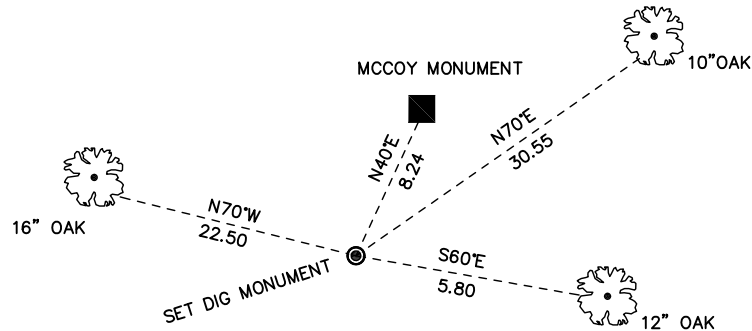 10"OAK
MCCOY MONUMENT
N70°E
30.55
N40°E
8.24
16" OAK
N70°W
22.50
SET DIG MONUMENT
S60°E
5.80
12" OAK